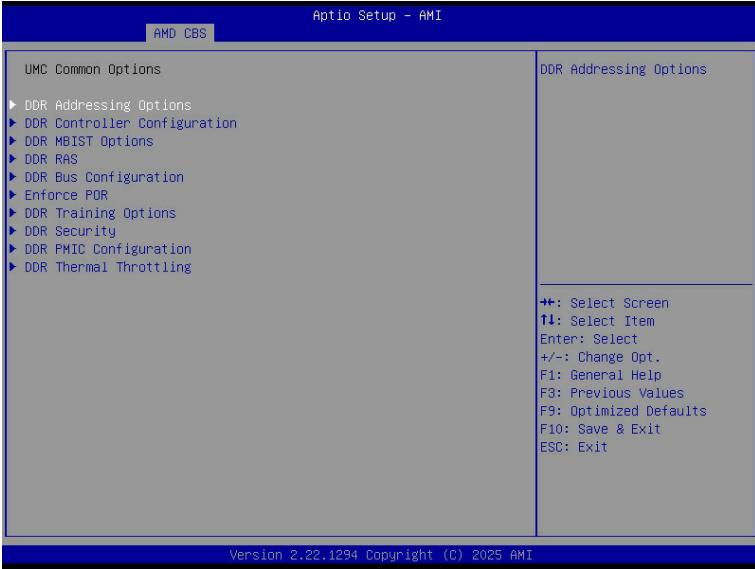 Aptio Setup – AMI
AMD CBS
UMC Common Options
DDR Addressing Options
DDR Controller Configuration
DDR MBIST Options
DDR RAS
DDR Bus Configuration
Enforce POR
DDR Training Options
DDR Security
DDR PMIC Configuration
DDR Thermal Throttling
DDR Addressing Options
→←: Select Screen
↑↓: Select Item
Enter: Select
+/-: Change Opt.
F1: General Help
F3: Previous Values
F9: Optimized Defaults
F10: Save & Exit
ESC: Exit
Version 2.22.1294 Copyright (C) 2025 AMI